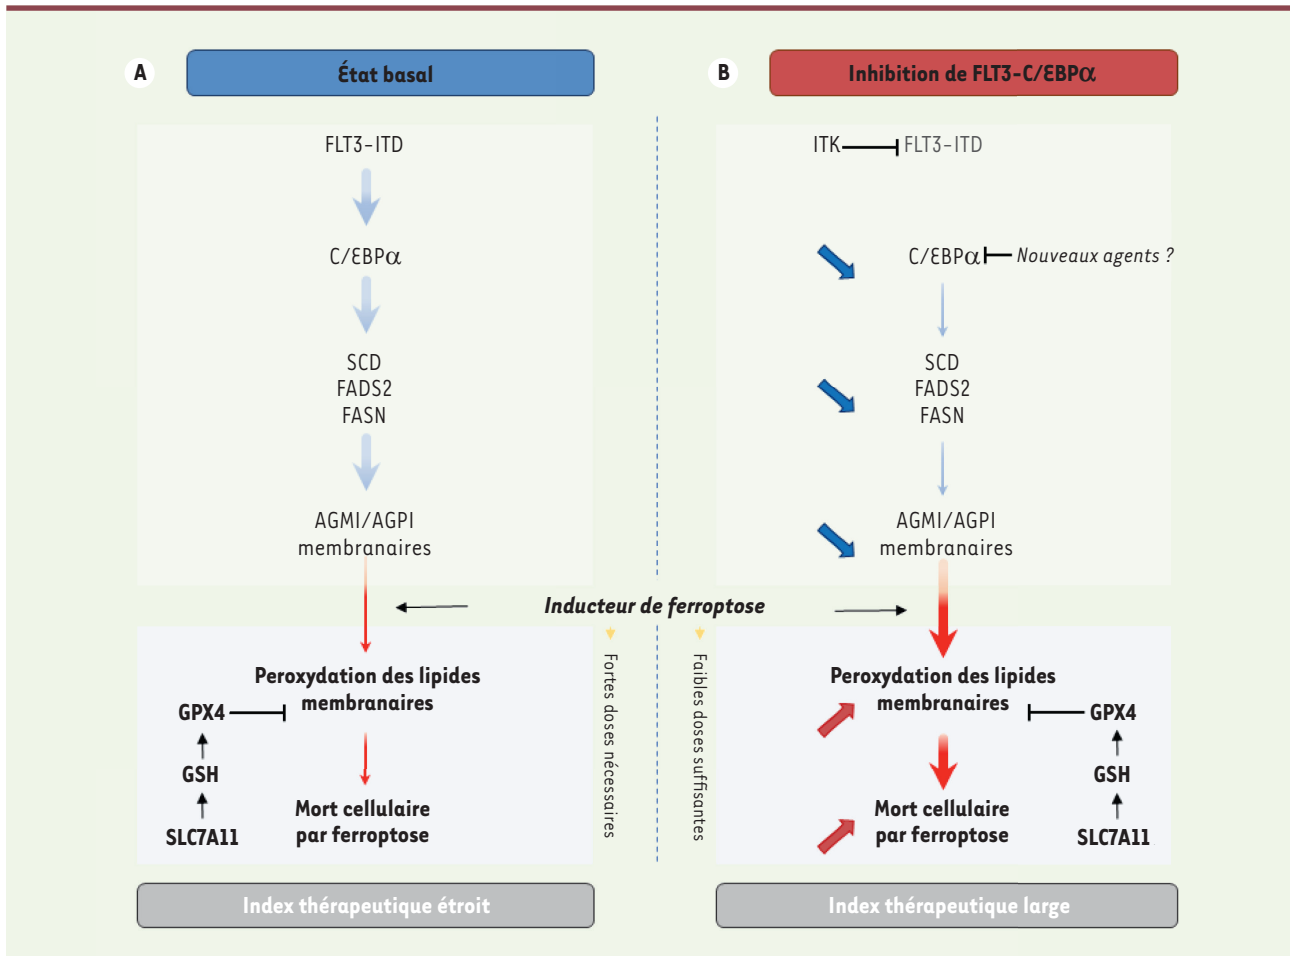 A
État basal
FLT3-ITD
C/EBPα
SCD
FADS2
FASN
AGMI/AGPI
membranaires
Peroxydation des lipides
membranaires
GPX4
GSH
SLC7A11
Mort cellulaire
par ferroptose
Index thérapeutique étroit
Inducteur de ferroptose
Fortes doses nécessaires
Faibles doses suffisantes
B
Inhibition de FLT3-C/EBPα
ITK
FLT3-ITD
C/EBPα
Nouveaux agents ?
SCD
FADS2
FASN
AGMI/AGPI
membranaires
Peroxydation des lipides
membranaires
GPX4
GSH
SLC7A11
Mort cellulaire
par ferroptose
Index thérapeutique large